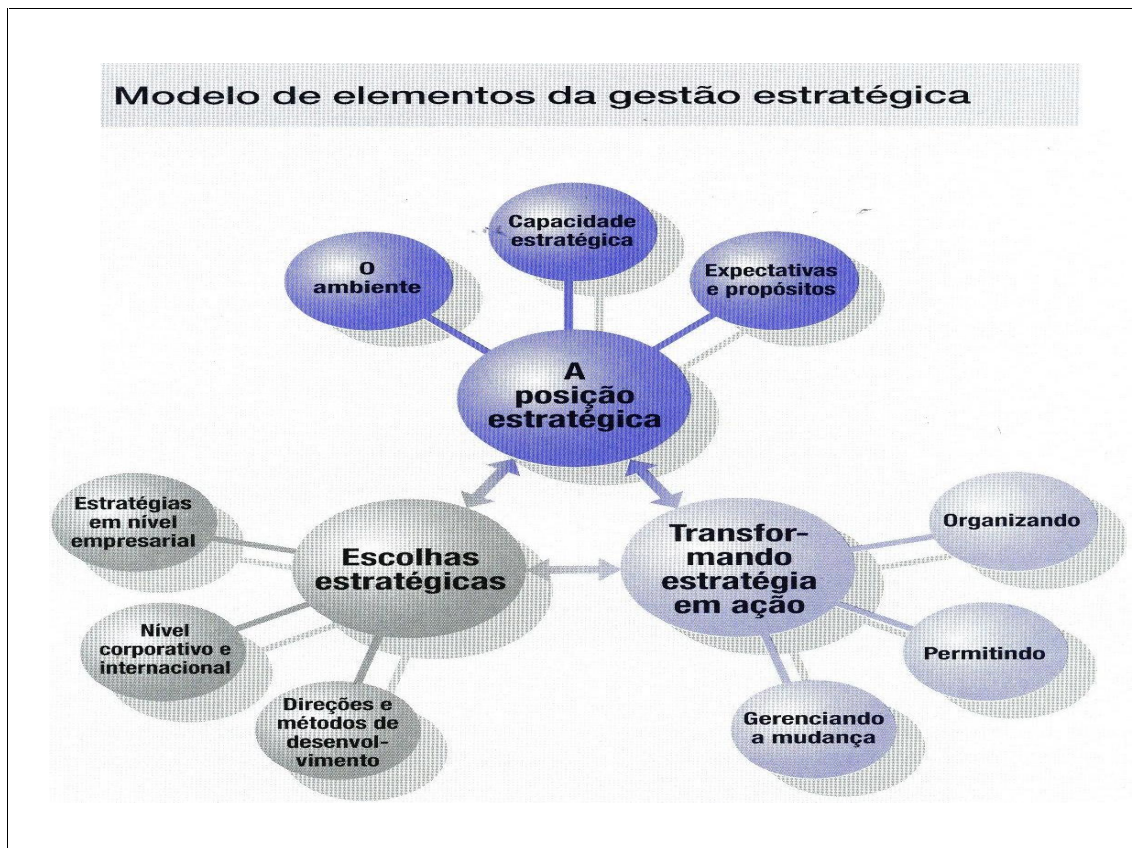 Modelo de elementos da gestão estratégica
Capacidade
estratégica
O
ambiente
Expectativas
e propósitos
A
posição
estratégica
Estratégias
em nível
empresarial
Escolhas
estratégicas
Nível
corporativo e
internacional
Direções e
métodos de
desenvol-
vimento
Transfor-
mando
estratégia
em ação
Organizando
Permitindo
Gerenciando
a mudança